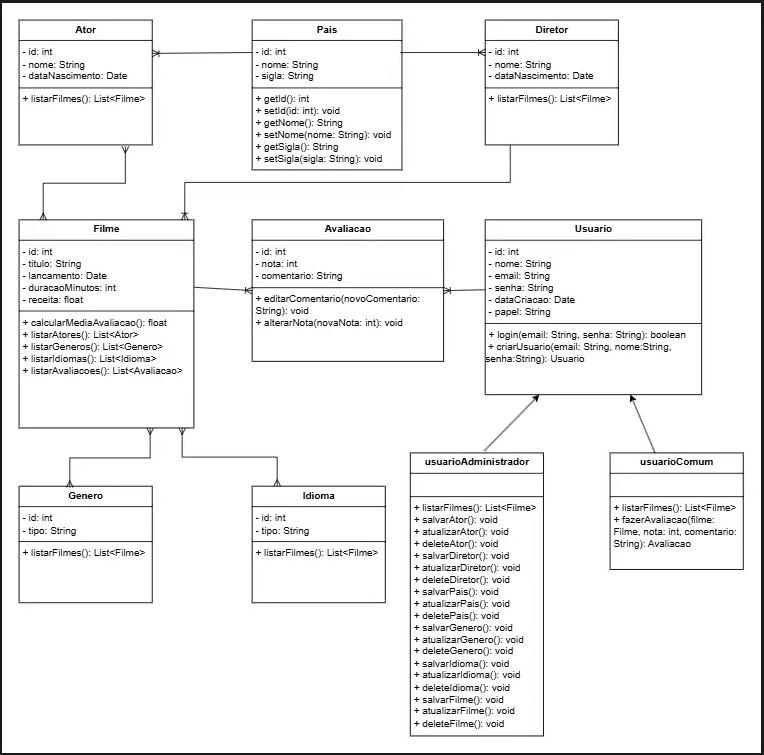 Ator
- id: int
- nome: String
- dataNascimento: Date
+ listarFilmes(): List<Filme>
Pais
- id: int
- nome: String
- sigla: String
+ getId(): int
+ setId(id: int): void
+ getNome(): String
+ setNome(nome: String): void
+ getSigla(): String
+ setSigla(sigla: String): void
Diretor
- id: int
- nome: String
- dataNascimento: Date
+ listarFilmes(): List<Filme>
Filme
- id: int
- titulo: String
- lancamento: Date
- duracaoMinutos: int
- receita: float
+ calcularMediaAvaliacao(): float
+ listarAtores(): List<Ator>
+ listarGeneros(): List<Genero>
+ listarIdiomas(): List<Idioma>
+ listarAvaliacoes(): List<Avaliacao>
Avaliacao
- id: int
- nota: int
- comentario: String
+ editarComentario(novoComentario:
String): void
+ alterarNota(novaNota: int): void
Usuario
- id: int
- nome: String
- email: String
- senha: String
- dataCriacao: Date
- papel: String
+ login(email: String, senha: String): boolean
+ criarUsuario(email: String, nome:String,
senha:String): Usuario
Genero
- id: int
- tipo: String
+ listarFilmes(): List<Filme>
Idioma
- id: int
- tipo: String
+ listarFilmes(): List<Filme>
usuarioAdministrador
+ listarFilmes(): List<Filme>
+ salvarAtor(): void
+ atualizarAtor(): void
+ deleteAtor(): void
+ salvarDiretor(): void
+ atualizarDiretor(): void
+ deleteDiretor(): void
+ salvarPais(): void
+ atualizarPais(): void
+ deletePais(): void
+ salvarGenero(): void
+ atualizarGenero(): void
+ deleteGenero(): void
+ salvarIdioma(): void
+ atualizarIdioma(): void
+ deleteIdioma(): void
+ salvarFilme(): void
+ atualizarFilme(): void
+ deleteFilme(): void
usuarioComum
+ listarFilmes(): List<Filme>
+ fazerAvaliacao(filme:
Filme, nota: int, comentario:
String): Avaliacao